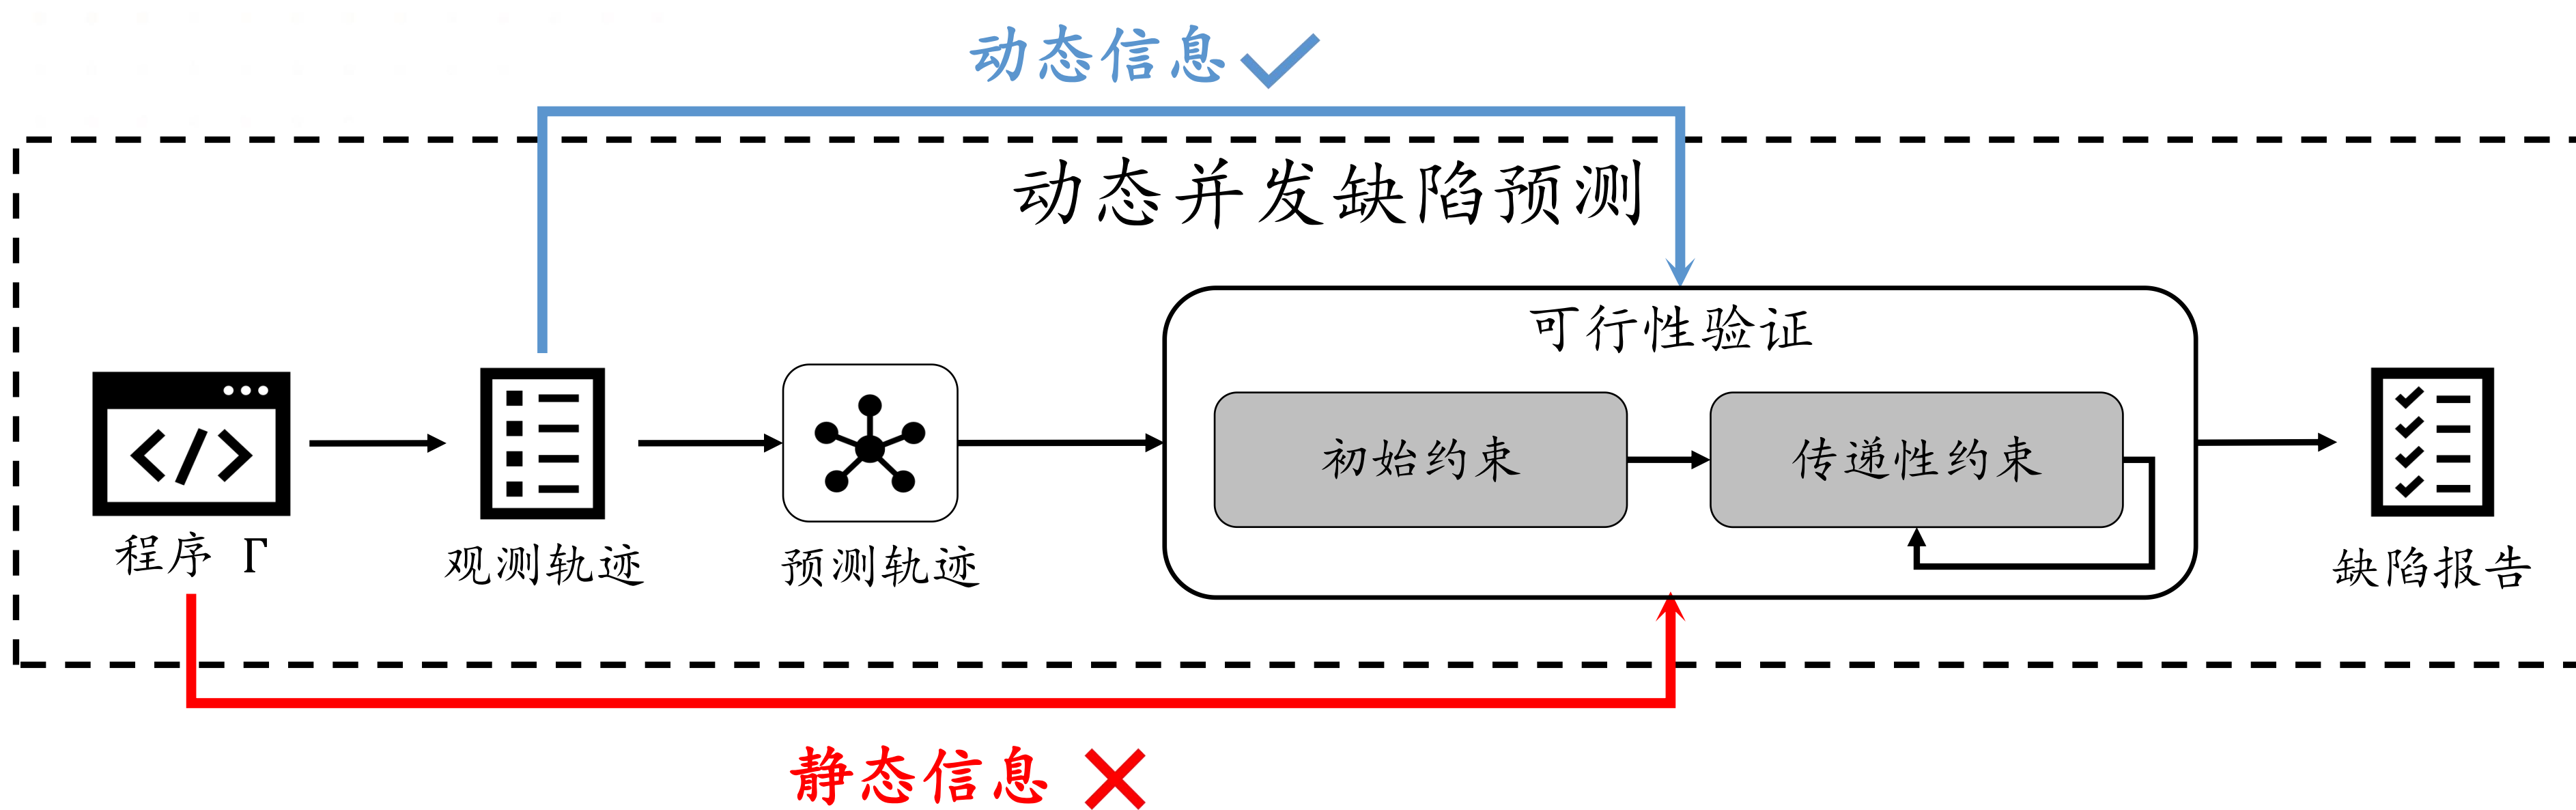 动态信息
动态并发缺陷预测
可行性验证
初始约束
传递性约束
程序 Γ
观测轨迹
预测轨迹
缺陷报告
静态信息